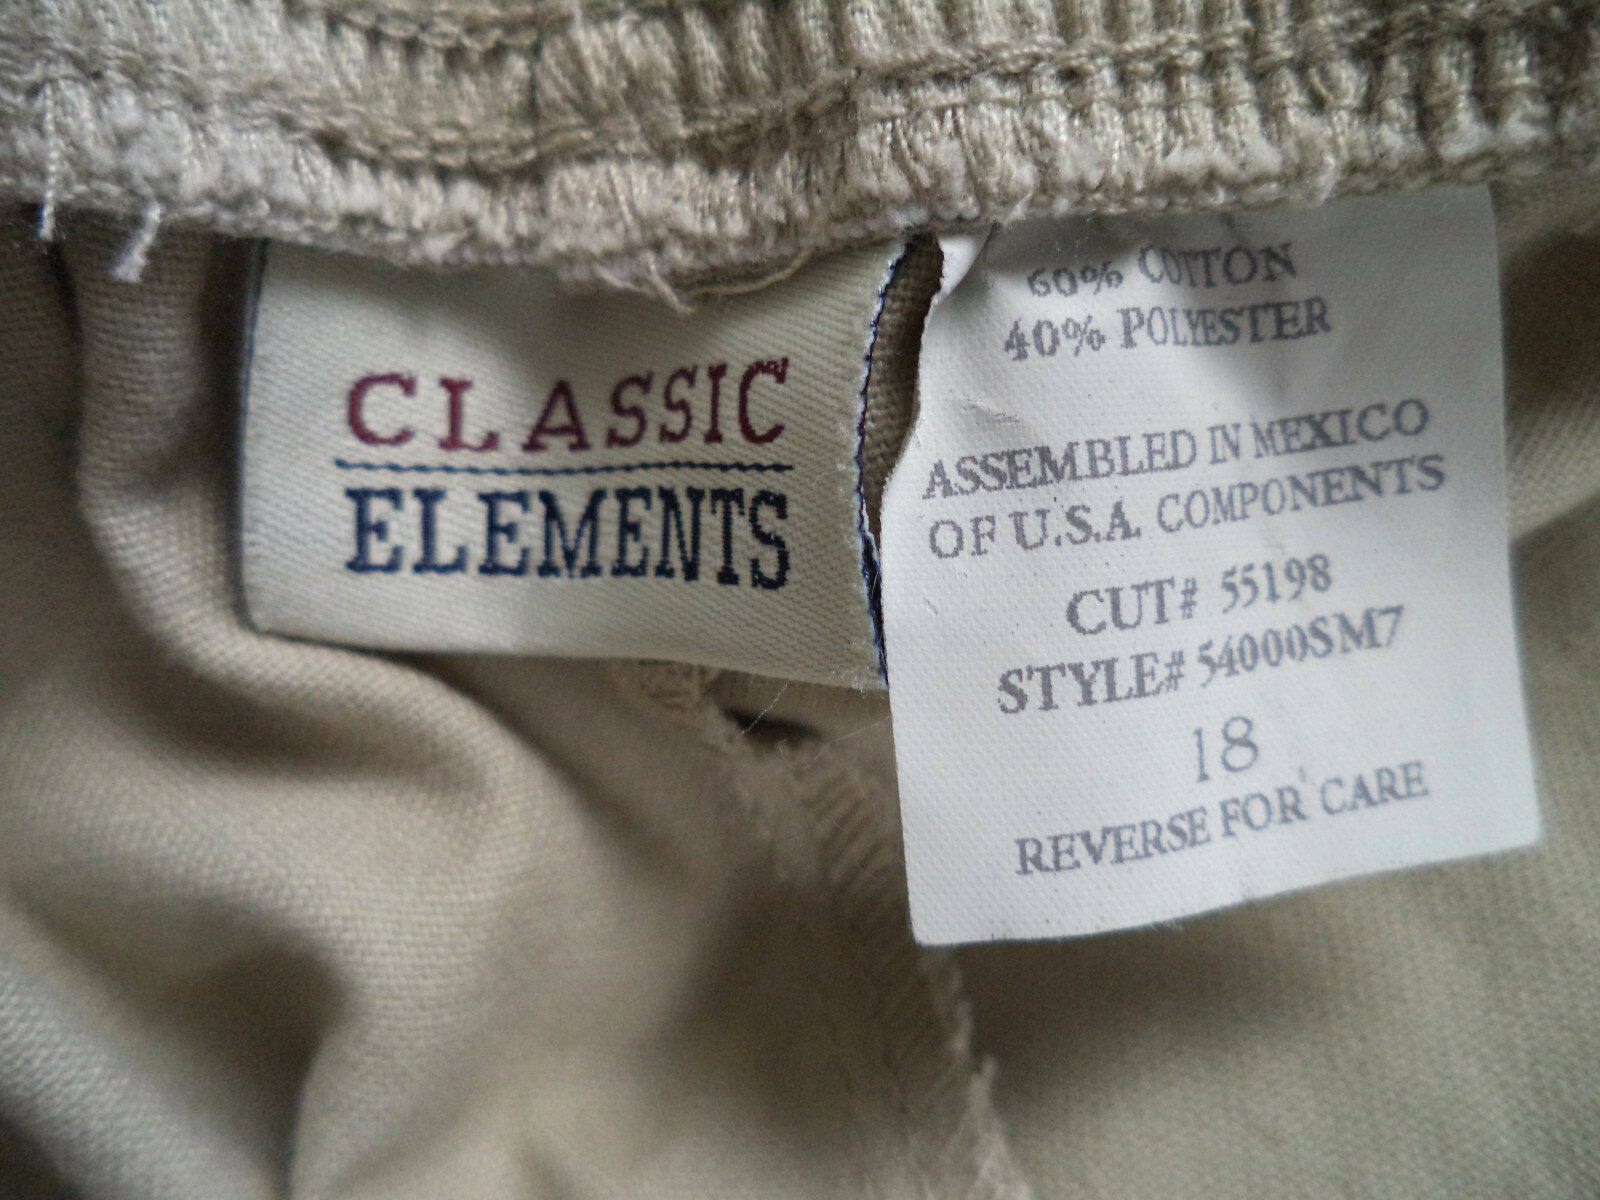 CLASSIC
ELEMENTS
60% COTTON
40% POLYESTER
ASSEMBLED IN MEXICO
OF U.S.A. COMPONENTS
CUT# 55198
STYLE# 54000SM7
18
REVERSE FOR CARE